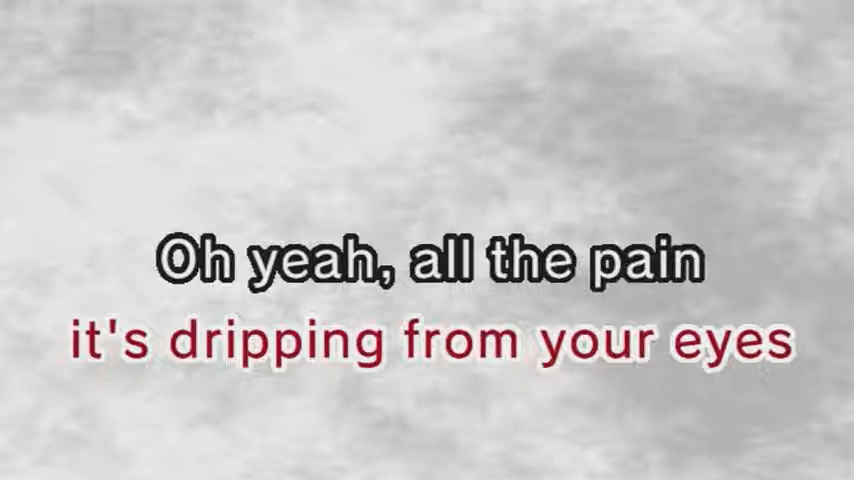 Oh yeah, all the pain
it's dripping from your eyes